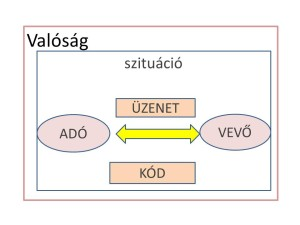 Valóság
szituáció
ÜZENET
ADÓ
VEVŐ
KÓD